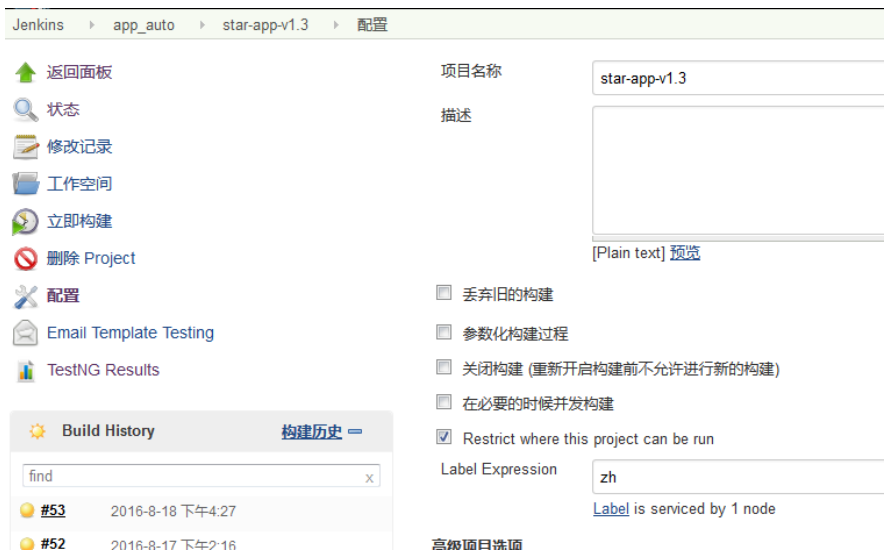 Jenkins app_auto star-app-v1.3 配置
返回面板
状态
修改记录
工作空间
立即构建
删除 Project
配置
Email Template Testing
TestNG Results
Build History 构建历史
find x
#53 2016-8-18 下午4:27
#52 2016-8-17 下午2:16
项目名称 star-app-v1.3
描述
[Plain text] 预览
丢弃旧的构建
参数化构建过程
关闭构建 (重新开启构建前不允许进行新的构建)
在必要的时候并发构建
Restrict where this project can be run
Label Expression zh
Label is serviced by 1 node
高级项目选项